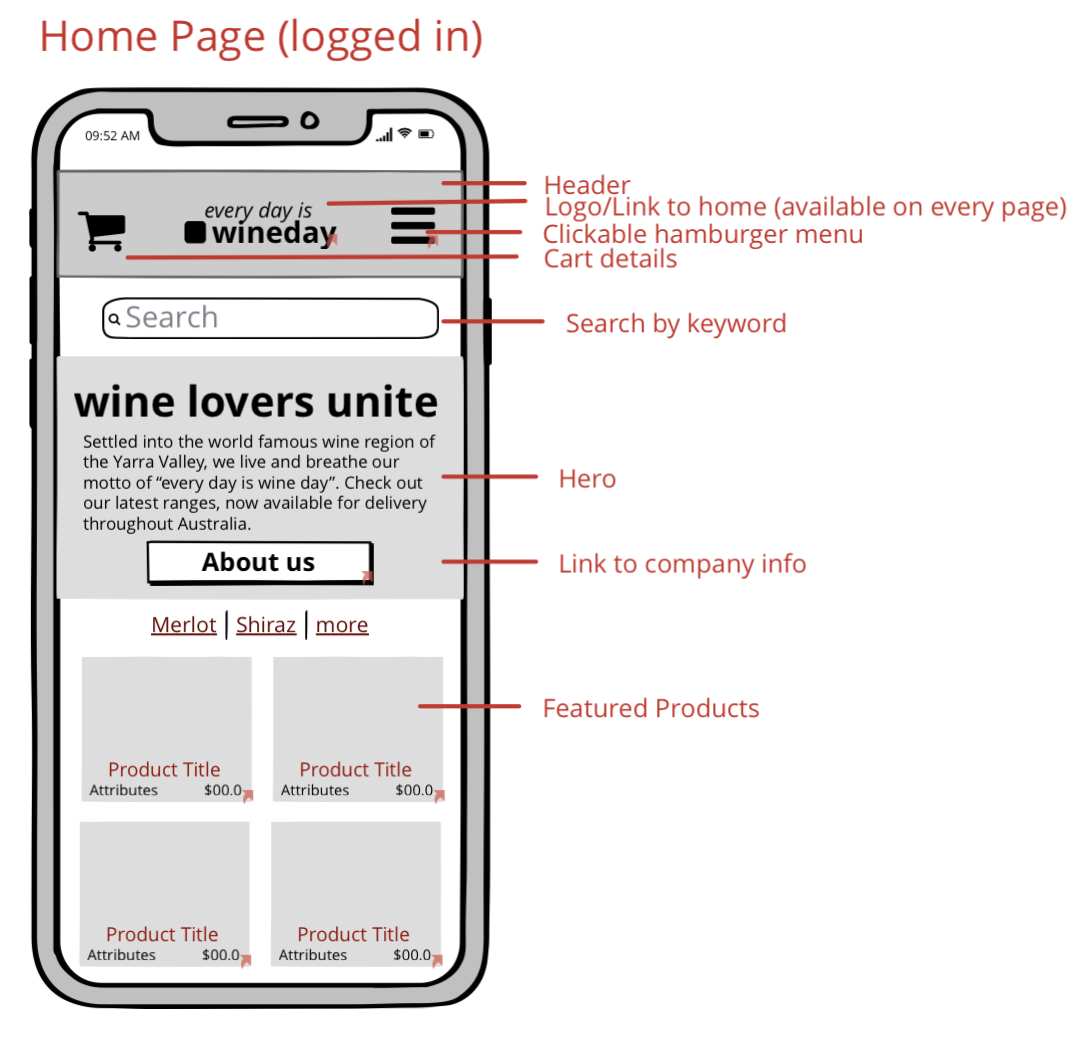 Home Page (logged in)
09:52 AM
Header
every day is
Logo/Link to home (available on every page)
wineday
Clickable hamburger menu
Cart details
Search
Search by keyword
wine lovers unite
Settled into the world famous wine region of
the Yarra Valley, we live and breathe our
motto of “every day is wine day”. Check out
our latest ranges, now available for delivery
throughout Australia.
Hero
About us
Link to company info
Merlot | Shiraz | more
Featured Products
Product Title
Attributes $00.0
Product Title
Attributes $00.0
Product Title
Attributes $00.0
Product Title
Attributes $00.0